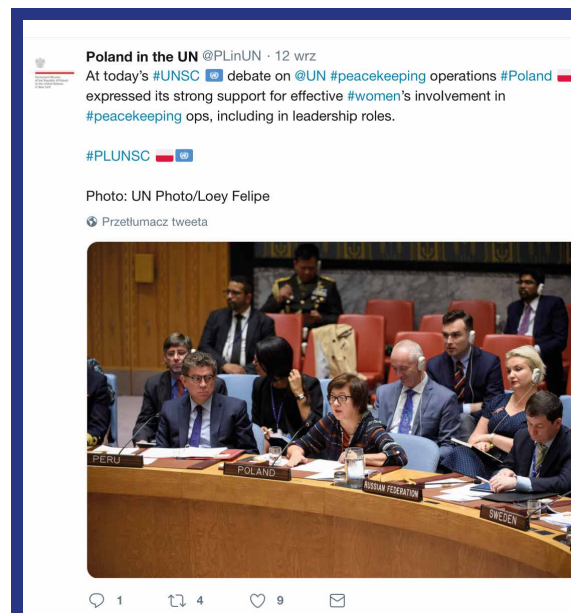 Poland in the UN @PLinUN · 12 wrz
At today's #UNSC debate on @UN #peacekeeping operations #Poland
expressed its strong support for effective #women's involvement in
#peacekeeping ops, including in leadership roles.
#PLUNSC
Photo: UN Photo/Loey Felipe
Przetłumacz tweeta
PERU
POLAND
RUSSIAN FEDERATION
SWEDEN
1 4 9